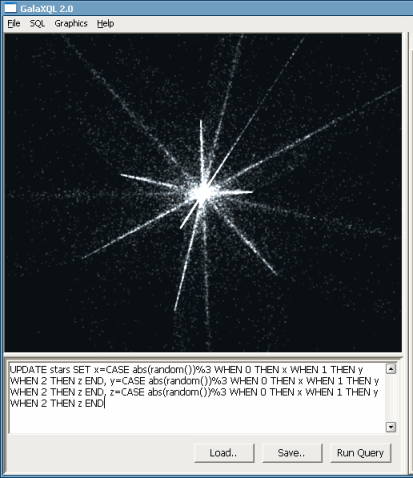 GalaXQL 2.0
File SQL Graphics Help
UPDATE stars SET x=CASE abs(random())%3 WHEN 0 THEN x WHEN 1 THEN y
WHEN 2 THEN z END, y=CASE abs(random())%3 WHEN 0 THEN x WHEN 1 THEN y
WHEN 2 THEN z END, z=CASE abs(random())%3 WHEN 0 THEN x WHEN 1 THEN y
WHEN 2 THEN z END
Load.. Save.. Run Query